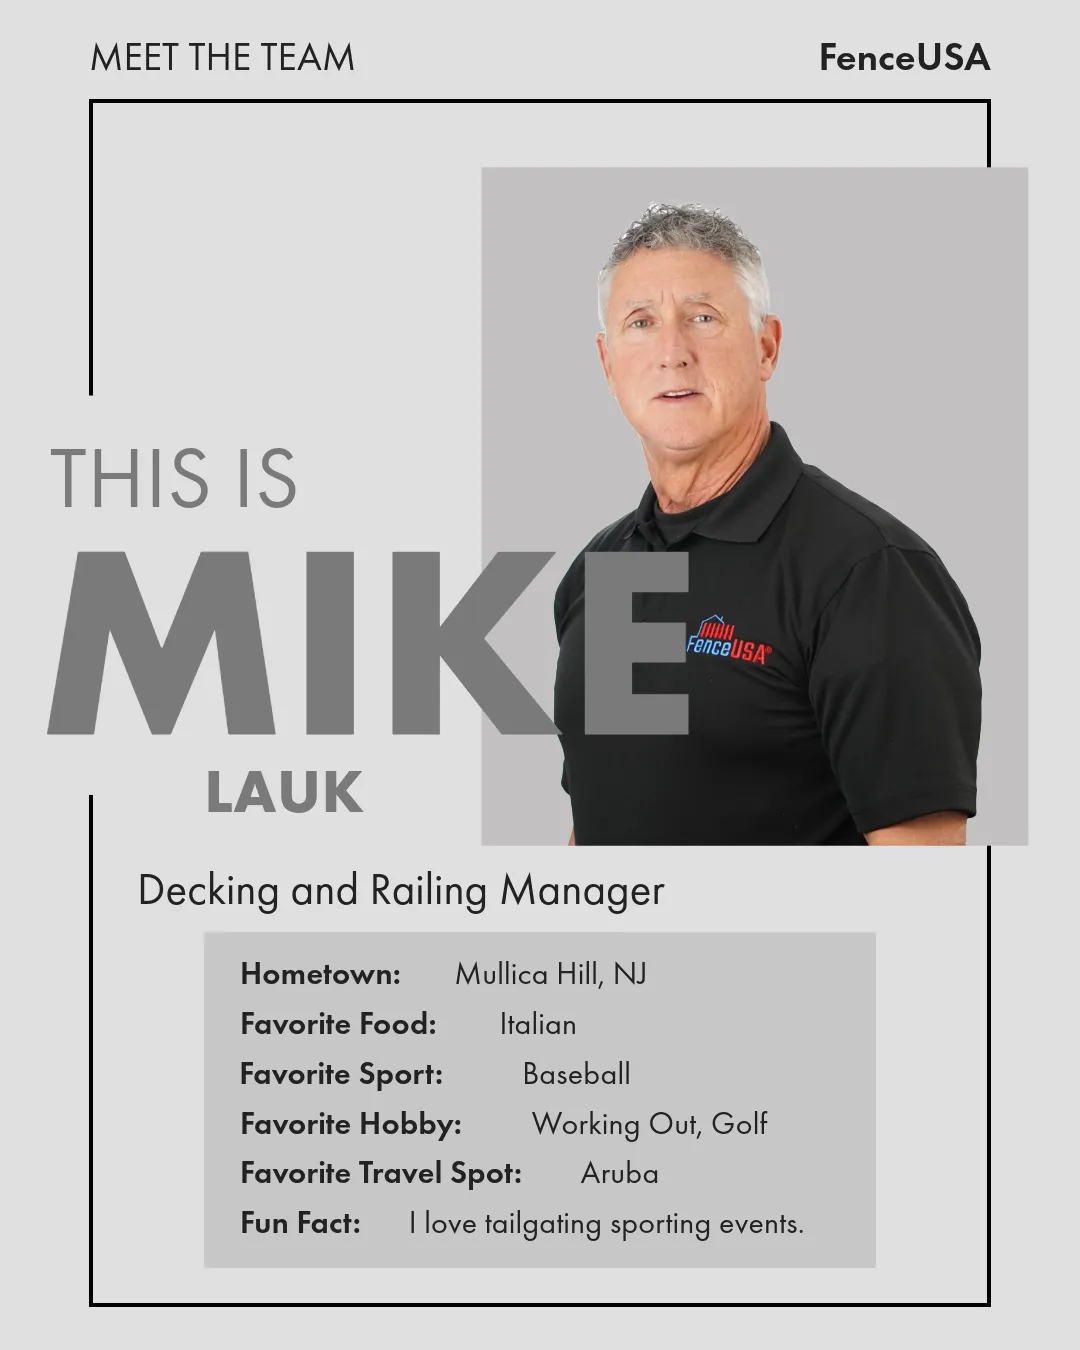 MEET THE TEAM
FenceUSA
THIS IS
MIKE
FenceUSA®
LAUK
Decking and Railing Manager
Hometown: Mullica Hill, NJ
Favorite Food: Italian
Favorite Sport: Baseball
Favorite Hobby: Working Out, Golf
Favorite Travel Spot: Aruba
Fun Fact: I love tailgating sporting events.